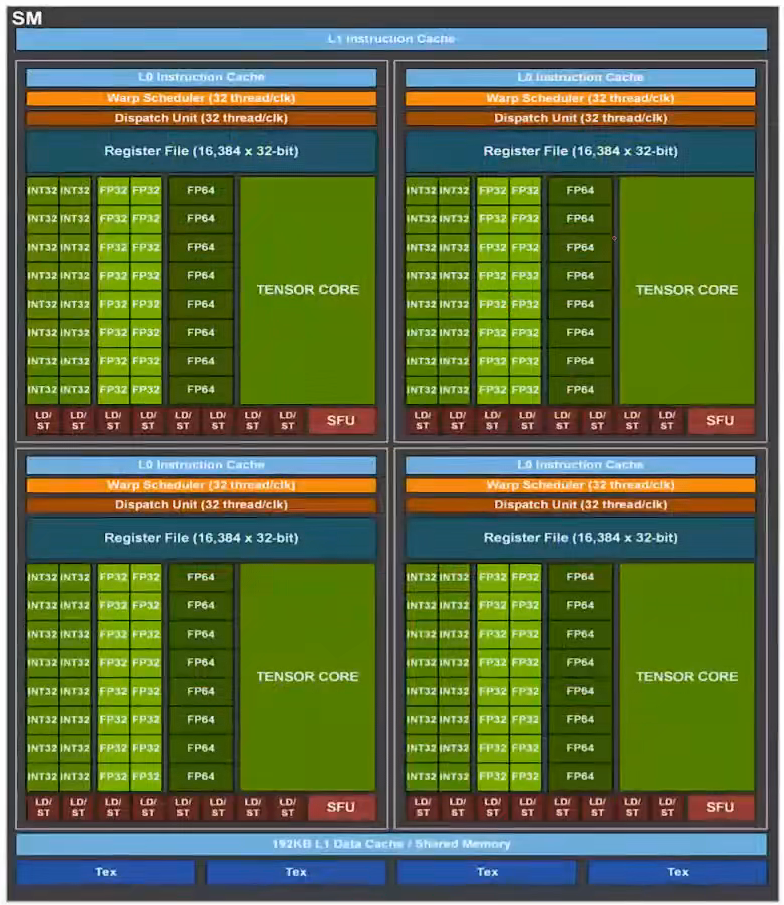 SM
L1 Instruction Cache
L0 Instruction Cache
Warp Scheduler (32 thread/clk)
Dispatch Unit (32 thread/clk)
Register File (16,384 x 32-bit)
INT32 INT32 FP32 FP32 FP64
INT32 INT32 FP32 FP32 FP64
INT32 INT32 FP32 FP32 FP64
INT32 INT32 FP32 FP32 FP64
TENSOR CORE
INT32 INT32 FP32 FP32 FP64
INT32 INT32 FP32 FP32 FP64
INT32 INT32 FP32 FP32 FP64
INT32 INT32 FP32 FP32 FP64
LD/ LD/ LD/ LD/ LD/ LD/ LD/ LD/
ST ST ST ST ST ST ST ST
SFU
L0 Instruction Cache
Warp Scheduler (32 thread/clk)
Dispatch Unit (32 thread/clk)
Register File (16,384 x 32-bit)
INT32 INT32 FP32 FP32 FP64
INT32 INT32 FP32 FP32 FP64
INT32 INT32 FP32 FP32 FP64
INT32 INT32 FP32 FP32 FP64
TENSOR CORE
INT32 INT32 FP32 FP32 FP64
INT32 INT32 FP32 FP32 FP64
INT32 INT32 FP32 FP32 FP64
INT32 INT32 FP32 FP32 FP64
LD/ LD/ LD/ LD/ LD/ LD/ LD/ LD/
ST ST ST ST ST ST ST ST
SFU
L0 Instruction Cache
Warp Scheduler (32 thread/clk)
Dispatch Unit (32 thread/clk)
Register File (16,384 x 32-bit)
INT32 INT32 FP32 FP32 FP64
INT32 INT32 FP32 FP32 FP64
INT32 INT32 FP32 FP32 FP64
INT32 INT32 FP32 FP32 FP64
TENSOR CORE
INT32 INT32 FP32 FP32 FP64
INT32 INT32 FP32 FP32 FP64
INT32 INT32 FP32 FP32 FP64
INT32 INT32 FP32 FP32 FP64
LD/ LD/ LD/ LD/ LD/ LD/ LD/ LD/
ST ST ST ST ST ST ST ST
SFU
L0 Instruction Cache
Warp Scheduler (32 thread/clk)
Dispatch Unit (32 thread/clk)
Register File (16,384 x 32-bit)
INT32 INT32 FP32 FP32 FP64
INT32 INT32 FP32 FP32 FP64
INT32 INT32 FP32 FP32 FP64
INT32 INT32 FP32 FP32 FP64
TENSOR CORE
INT32 INT32 FP32 FP32 FP64
INT32 INT32 FP32 FP32 FP64
INT32 INT32 FP32 FP32 FP64
INT32 INT32 FP32 FP32 FP64
LD/ LD/ LD/ LD/ LD/ LD/ LD/ LD/
ST ST ST ST ST ST ST ST
SFU
192KB L1 Data Cache / Shared Memory
Tex Tex Tex Tex